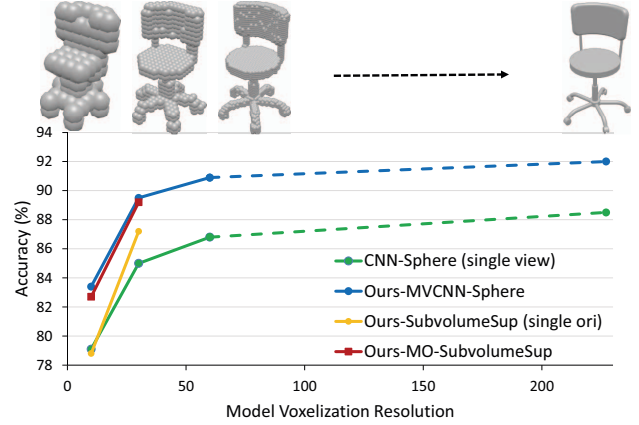 94
92
90
88
86
84
82
80
78
Accuracy (%)
CNN-Sphere (single view)
Ours-MVCNN-Sphere
Ours-SubvolumeSup (single ori)
Ours-MO-SubvolumeSup
0
50
100
150
200
Model Voxelization Resolution